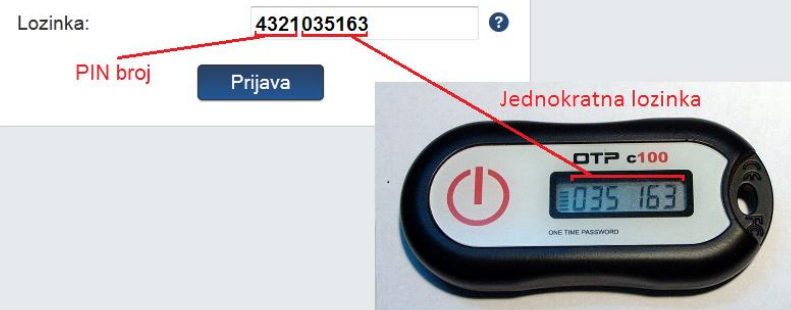 Lozinka:
4321035163
PIN broj
Prijava
Jednokratna lozinka
OTP c100
035 163
ONE TIME PASSWORD